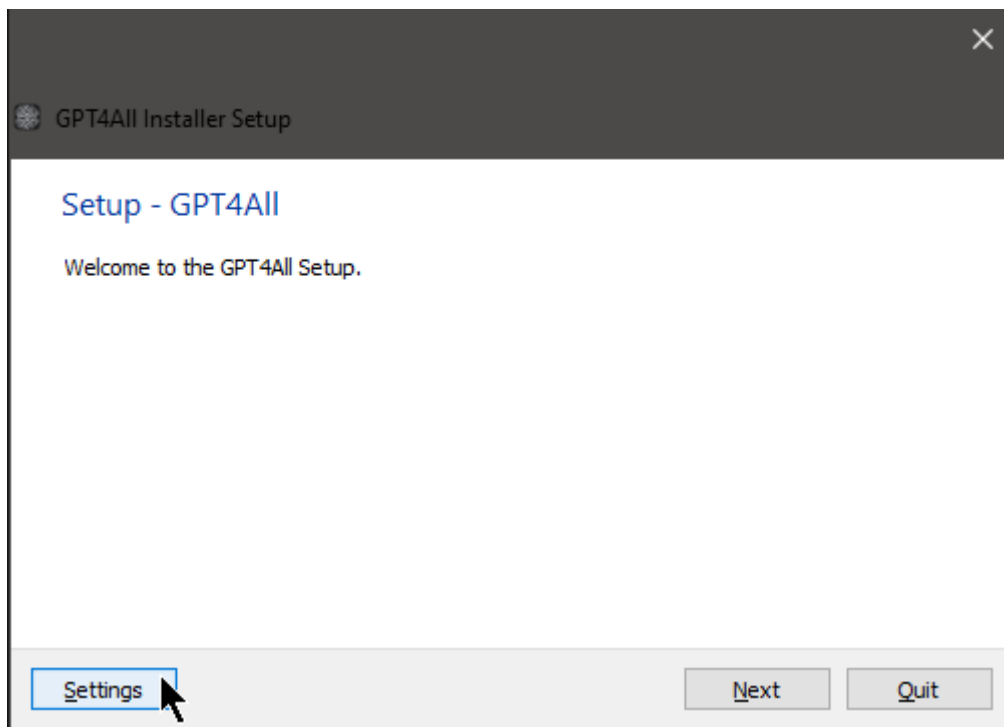 GPT4All Installer Setup
Setup - GPT4All
Welcome to the GPT4All Setup.
Settings
Next
Quit